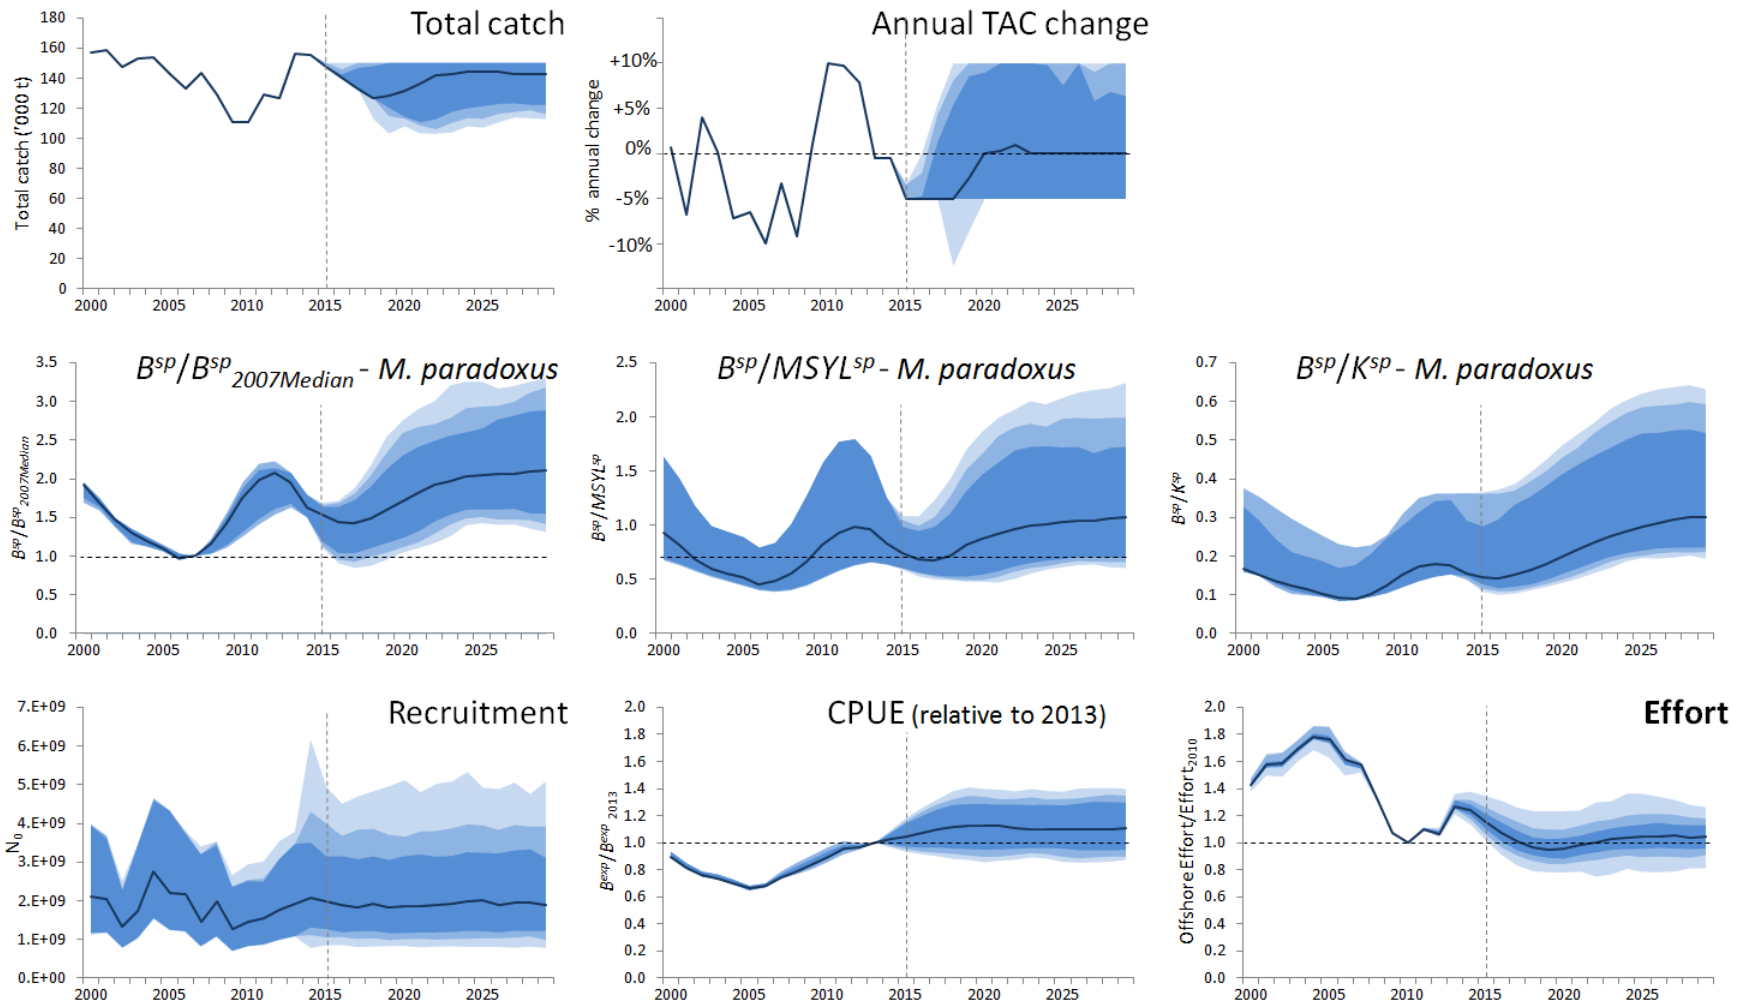 Total catch
Total catch ('000 t)
180
160
140
120
100
80
60
40
20
0
2000 2005 2010 2015 2020 2025
Annual TAC change
% annual change
+10%
+5%
0%
-5%
-10%
2000 2005 2010 2015 2020 2025
Bsp/Bsp2007Median - M. paradoxus
Bsp/Bsp2007Median
3.5
3.0
2.5
2.0
1.5
1.0
0.5
0.0
2000 2005 2010 2015 2020 2025
Bsp/MSYLsp - M. paradoxus
Bsp/MSYLsp
2.5
2.0
1.5
1.0
0.5
0.0
2000 2005 2010 2015 2020 2025
Bsp/Ksp - M. paradoxus
Bsp/Ksp
0.7
0.6
0.5
0.4
0.3
0.2
0.1
0.0
2000 2005 2010 2015 2020 2025
Recruitment
N0
7.E+09
6.E+09
5.E+09
4.E+09
3.E+09
2.E+09
1.E+09
0.E+00
2000 2005 2010 2015 2020 2025
CPUE (relative to 2013)
Bexp/Bexp2013
2.0
1.8
1.6
1.4
1.2
1.0
0.8
0.6
0.4
0.2
0.0
2000 2005 2010 2015 2020 2025
Effort
Offshore Effort/Effort2010
2.0
1.8
1.6
1.4
1.2
1.0
0.8
0.6
0.4
0.2
0.0
2000 2005 2010 2015 2020 2025